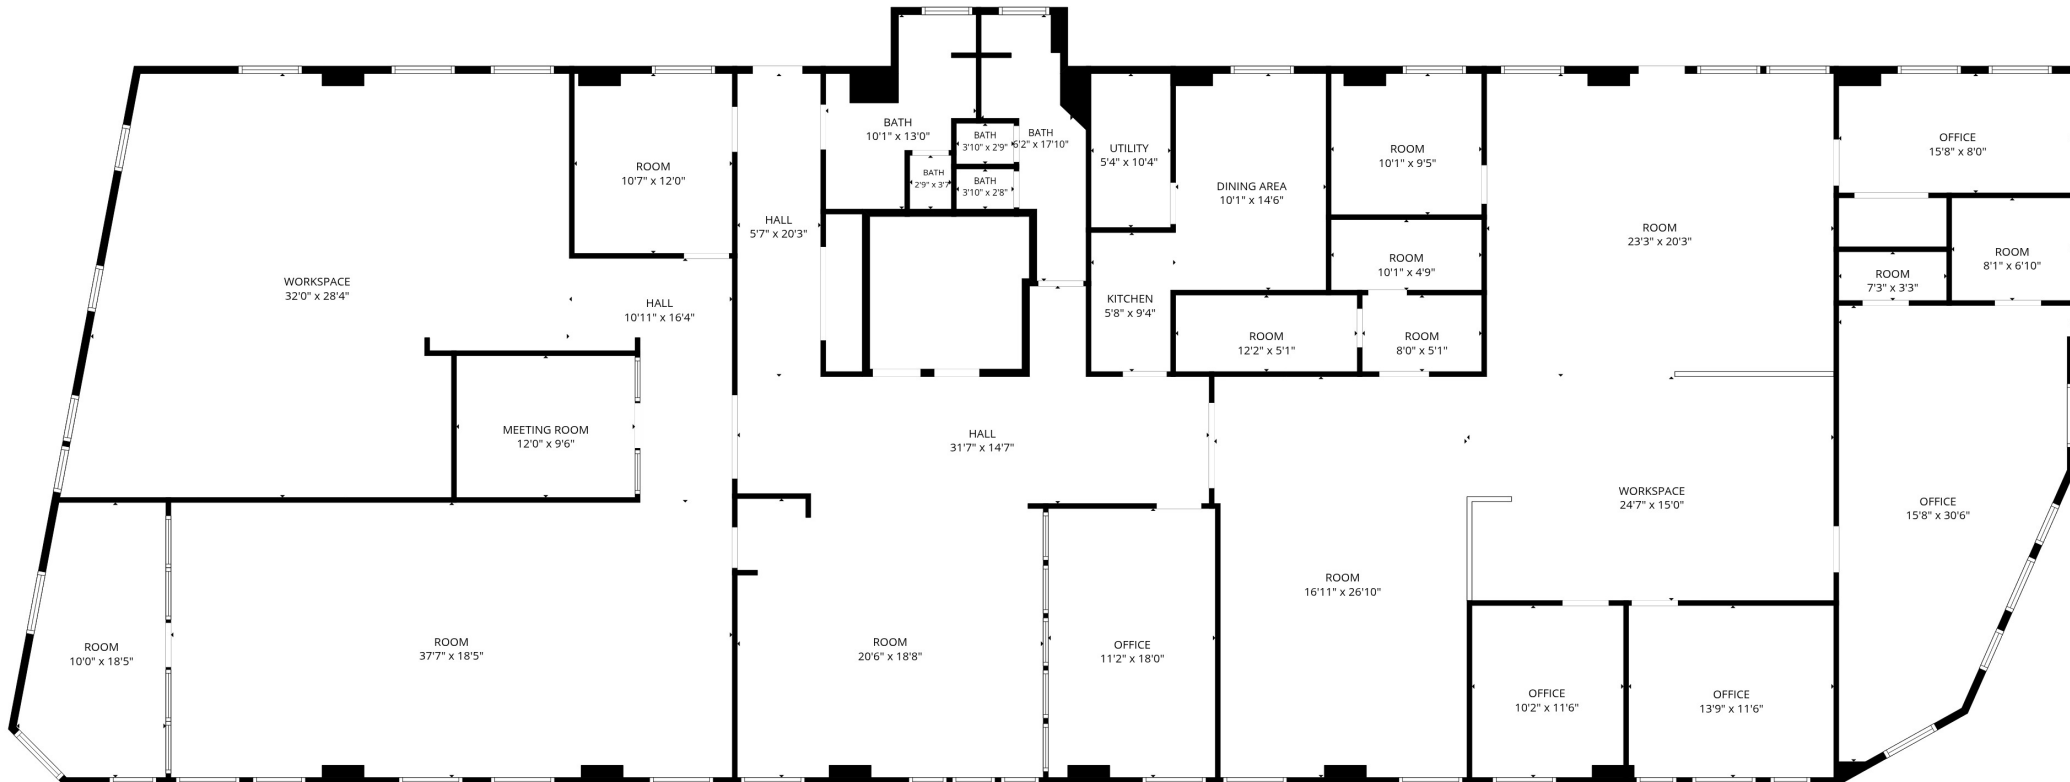 BATH
10'1" x 13'0"
BATH
3'10" x 2'9"
BATH
6'2" x 17'10"
BATH
2'9" x 3'7"
BATH
3'10" x 2'8"
UTILITY
5'4" x 10'4"
ROOM
10'1" x 9'5"
OFFICE
15'8" x 8'0"
ROOM
10'7" x 12'0"
DINING AREA
10'1" x 14'6"
HALL
5'7" x 20'3"
ROOM
23'3" x 20'3"
ROOM
8'1" x 6'10"
ROOM
10'1" x 4'9"
ROOM
7'3" x 3'3"
WORKSPACE
32'0" x 28'4"
HALL
10'11" x 16'4"
KITCHEN
5'8" x 9'4"
ROOM
12'2" x 5'1"
ROOM
8'0" x 5'1"
MEETING ROOM
12'0" x 9'6"
HALL
31'7" x 14'7"
WORKSPACE
24'7" x 15'0"
OFFICE
15'8" x 30'6"
ROOM
16'11" x 26'10"
ROOM
10'0" x 18'5"
ROOM
37'7" x 18'5"
ROOM
20'6" x 18'8"
OFFICE
11'2" x 18'0"
OFFICE
10'2" x 11'6"
OFFICE
13'9" x 11'6"